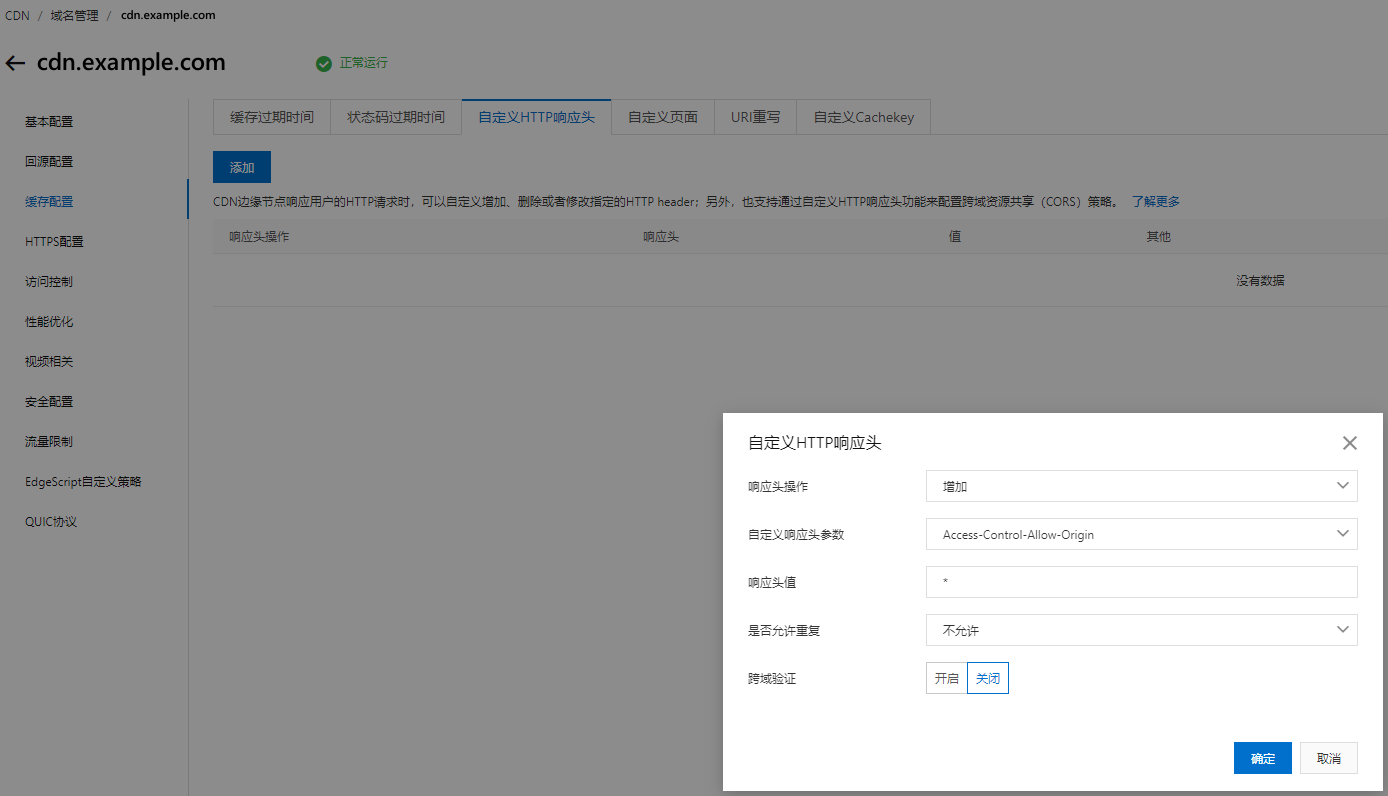 CDN / 域名管理 / cdn.example.com
cdn.example.com 正常运行
基本配置
回源配置
缓存配置
HTTPS配置
访问控制
性能优化
视频相关
安全配置
流量限制
EdgeScript自定义策略
QUIC协议
缓存过期时间 状态码过期时间 自定义HTTP响应头 自定义页面 URI重写 自定义Cachekey
添加
CDN边缘节点响应用户的HTTP请求时，可以自定义增加、删除或者修改指定的HTTP header；另外，也支持通过自定义HTTP响应头功能来配置跨域资源共享（CORS）策略。 了解更多
响应头操作 响应头 值 其他
没有数据
自定义HTTP响应头
响应头操作 增加
自定义响应头参数 Access-Control-Allow-Origin
响应头值 *
是否允许重复 不允许
跨域验证 开启 关闭
确定 取消